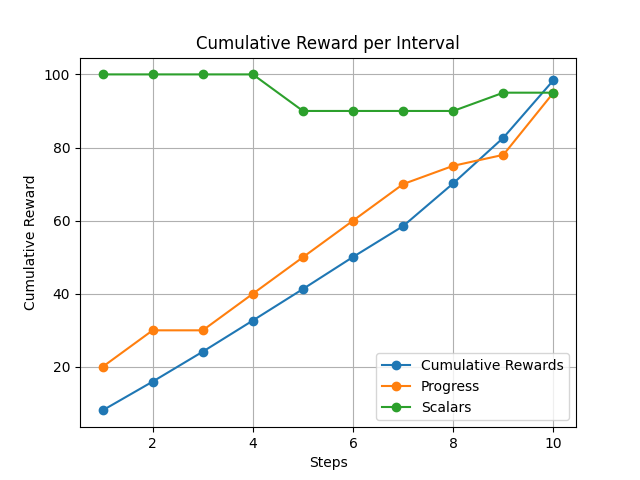 Cumulative Reward per Interval
Cumulative Reward
100
80
60
40
20
2
4
6
8
10
Steps
Cumulative Rewards
Progress
Scalars